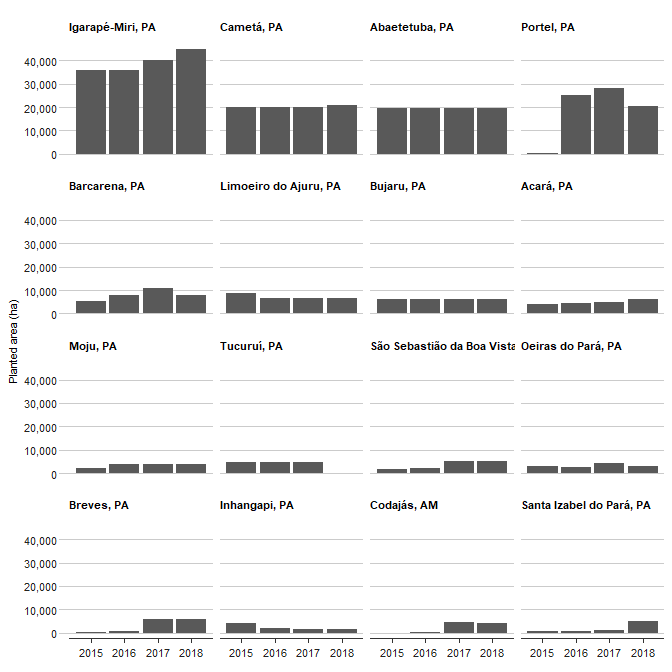 Igarapé-Miri, PA
Cametá, PA
Abaetetuba, PA
Portel, PA
40,000
30,000
20,000
10,000
0
Barcarena, PA
Limoeiro do Ajuru, PA
Bujaru, PA
Acará, PA
40,000
30,000
20,000
10,000
0
Planted area (ha)
Moju, PA
Tucuruí, PA
São Sebastião da Boa Vista
Oeiras do Pará, PA
40,000
30,000
20,000
10,000
0
Breves, PA
Inhangapi, PA
Codajás, AM
Santa Izabel do Pará, PA
40,000
30,000
20,000
10,000
0
2015 2016 2017 2018
2015 2016 2017 2018
2015 2016 2017 2018
2015 2016 2017 2018